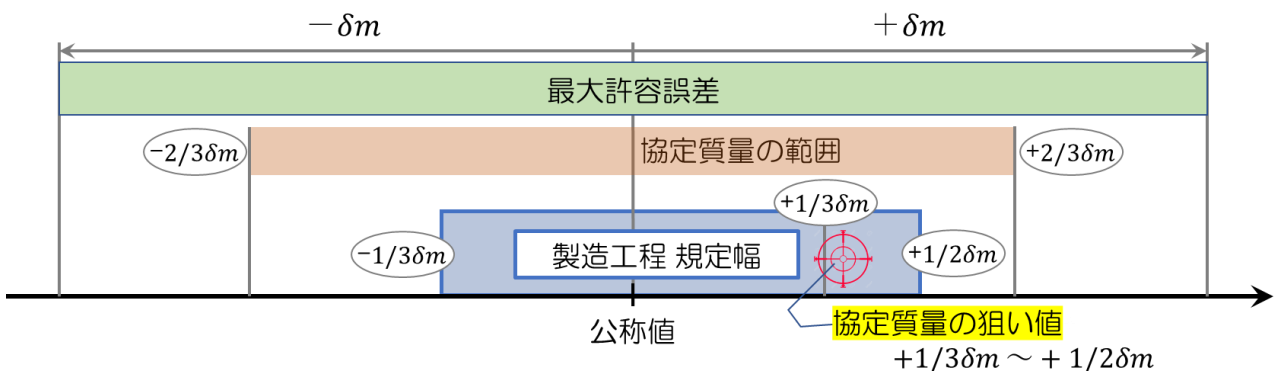 －δm
＋δm
最大許容誤差
−2/3δm
協定質量の範囲
+2/3δm
+1/3δm
−1/3δm
製造工程 規定幅
+1/2δm
公称値
協定質量の狙い値
+1/3δm ～ + 1/2δm